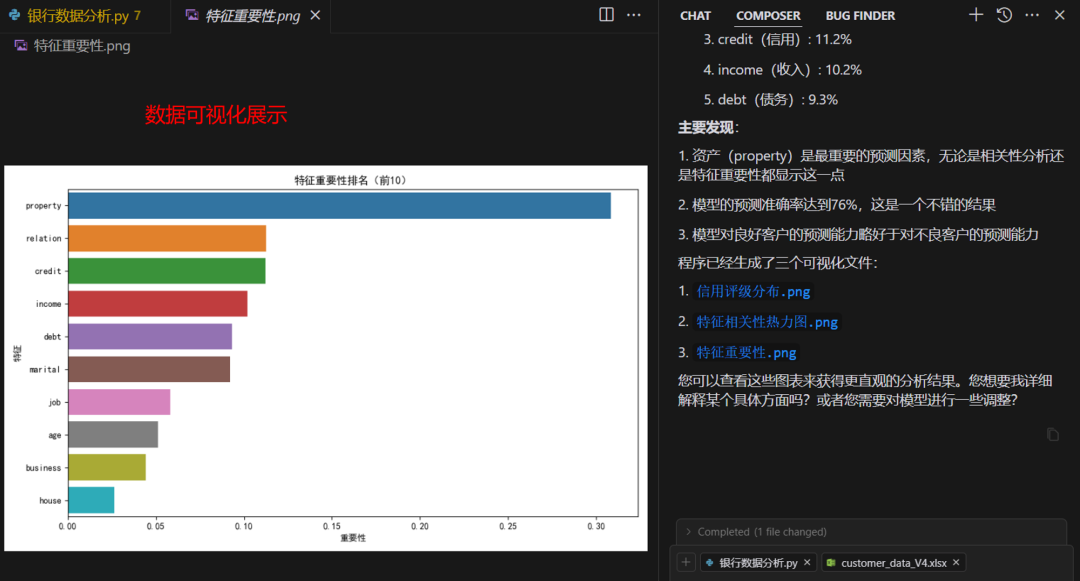 银行数据分析.py 7
特征重要性.png
CHAT COMPOSER BUG FINDER
特征重要性.png
数据可视化展示
特征重要性排名（前10）
property
relation
credit
income
debt
marital
job
age
business
house
特征
0.00 0.05 0.10 0.15 0.20 0.25 0.30
重要性
3. credit（信用）: 11.2%
4. income（收入）: 10.2%
5. debt（债务）: 9.3%
主要发现：
1. 资产（property）是最重要的预测因素，无论是相关性分析还
是特征重要性都显示这一点
2. 模型的预测准确率达到76%，这是一个不错的结果
3. 模型对良好客户的预测能力略好于对不良客户的预测能力
程序已经生成了三个可视化文件：
1. 信用评级分布.png
2. 特征相关性热力图.png
3. 特征重要性.png
您可以查看这些图表来获得更直观的分析结果。您想要我详细
解释某个具体方面吗？或者您需要对模型进行一些调整？
Completed (1 file changed)
银行数据分析.py
customer_data_V4.xlsx